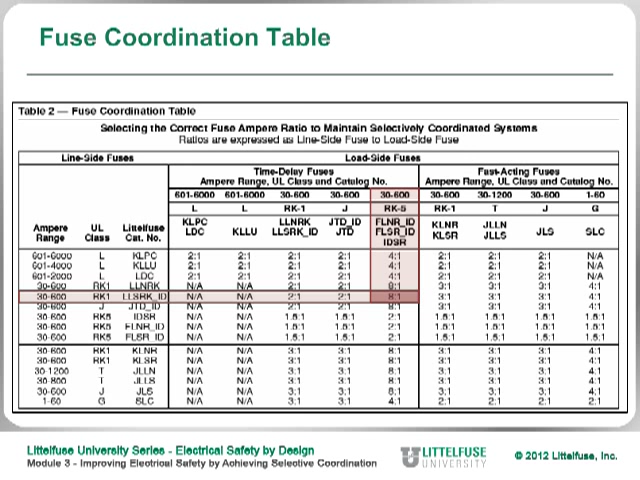 Fuse Coordination Table
Table 2 — Fuse Coordination Table
Selecting the Correct Fuse Ampere Ratio to Maintain Selectively Coordinated Systems
Ratios are expressed as Line-Side Fuse to Load-Side Fuse
Line-Side Fuses Load-Side Fuses
Time-Delay Fuses Fast-Acting Fuses
Ampere Range, UL Class and Catalog No. Ampere Range, UL Class and Catalog No.
601-6000 601-6000 30-600 30-600 30-600 30-600 30-1200 30-600 1-60
L L RK-1 J RK-5 RK-1 T J G
Ampere Range UL Class Littelfuse Cat. No. KLPC LDC KLLU LLNRK LLSRK_ID JTD_ID JTD FLNR_ID FLSR_ID IDSR KLNR KLSR JLLN JLLS JLS SLC
601-6000 L KLPC 2:1 2:1 2:1 2:1 4:1 2:1 2:1 2:1 N/A
601-4000 L KLLU 2:1 2:1 2:1 2:1 4:1 2:1 2:1 2:1 N/A
601-2000 L LDC 2:1 2:1 2:1 2:1 4:1 2:1 2:1 2:1 N/A
30-600 RK1 LLNRK N/A N/A 2:1 2:1 8:1 3:1 3:1 3:1 4:1
30-600 RK1 LLSRK_ID N/A N/A 2:1 2:1 8:1 3:1 3:1 3:1 4:1
30-600 J JTD_ID N/A N/A 2:1 2:1 8:1 3:1 3:1 3:1 4:1
30-600 RK5 IDSR N/A N/A 1.5:1 1.5:1 2:1 1.5:1 1.5:1 1.5:1 1.5:1
30-600 RK5 FLNR_ID N/A N/A 1.5:1 1.5:1 2:1 1.5:1 1.5:1 1.5:1 1.5:1
30-600 RK5 FLSR_ID N/A N/A 1.5:1 1.5:1 2:1 1.5:1 1.5:1 1.5:1 1.5:1
30-600 RK1 KLNR N/A N/A 3:1 3:1 8:1 3:1 3:1 3:1 4:1
30-600 RK1 KLSR N/A N/A 3:1 3:1 8:1 3:1 3:1 3:1 4:1
30-1200 T JLLN N/A N/A 3:1 3:1 8:1 3:1 3:1 3:1 4:1
30-800 T JLLS N/A N/A 3:1 3:1 8:1 3:1 3:1 3:1 4:1
30-600 J JLS N/A N/A 3:1 3:1 8:1 3:1 3:1 3:1 4:1
1-60 G SLC N/A N/A 3:1 3:1 4:1 2:1 2:1 2:1 2:1
Littelfuse University Series - Electrical Safety by Design
Module 3 - Improving Electrical Safety by Achieving Selective Coordination
LITTELFUSE
UNIVERSITY
© 2012 Littelfuse, Inc.